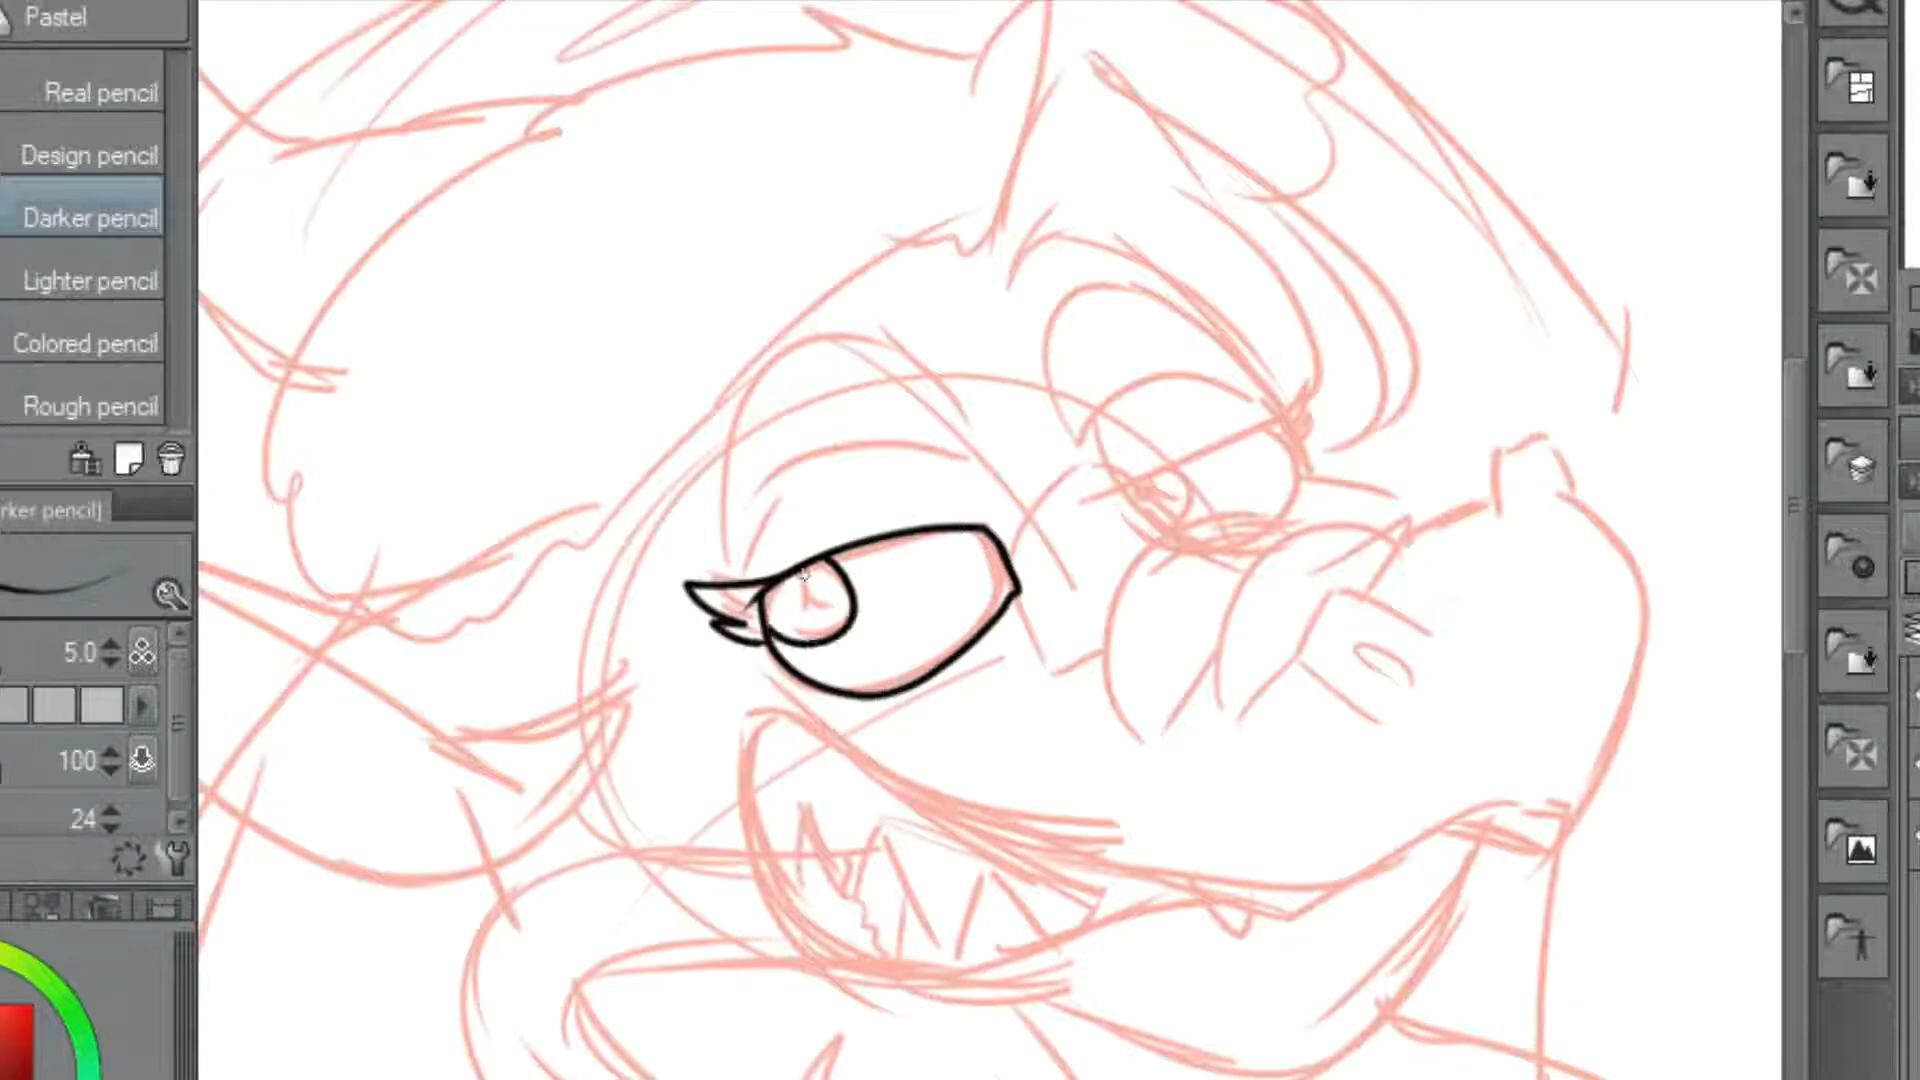 Pastel
Real pencil
Design pencil
Darker pencil
Lighter pencil
Colored pencil
Rough pencil
rker pencil]
5.0
100
24